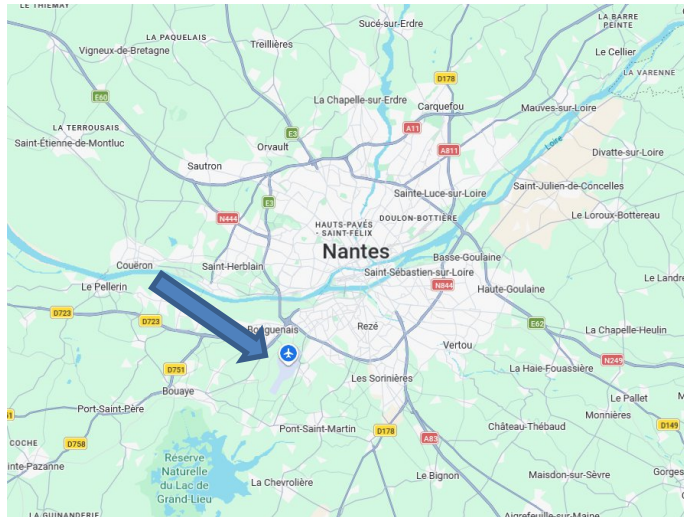 LE THIEMAY
Sucé-sur-Erdre
LA BARRE
PEINTE
LA PAQUELAIS
Treillières
Vigneux-de-Bretagne
Le Cellier
LA VARENNE
D178
E60
La Chapelle-sur-Erdre
Carquefou
Mauves-sur-Loire
LA TERROUSAIS
A11
E3
Saint-Étienne-de-Montluc
Orvault
A811
Loire
Divatte-sur-Loire
Sautron
Sainte-Luce-sur-Loire
Saint-Julien-de-Concelles
E3
N444
HAUTS-PAVÉS
- SAINT-FÉLIX
DOULON-BOTTIÈRE
Le Loroux-Bottereau
Nantes
Basse-Goulaine
Couëron
Saint-Herblain
Saint-Sébastien-sur-Loire
Le Landre
Le Pellerin
N844
Haute-Goulaine
D723
D723
Rezé
E62
La Chapelle-Heulin
Vertou
N249
D751
La Haie-Fouassière
Les Sorinières
Bouaye
Le Pallet
Port-Saint-Père
Monnières
Château-Thébaud
D149
Pont-Saint-Martin
D178
COCHE
D758
A83
inte-Pazanne
Réserve
Naturelle
du Lac de
Grand-Lieu
La Chevrolière
Le Bignon
Maisdon-sur-Sèvre
Gorges
LA GUINANDERIE
Aigrefeuille-sur-Maine